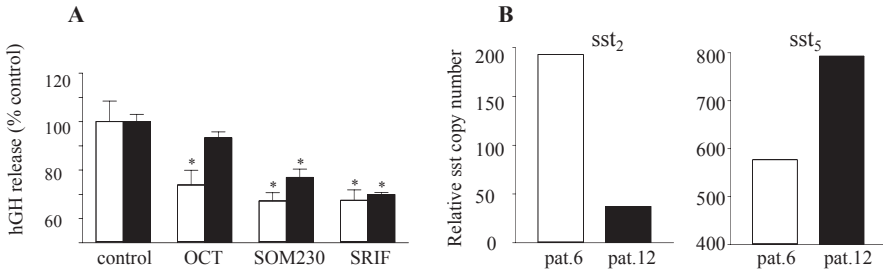 A
hGH release (% control)
120
100
80
60
*
* *
* *
control OCT SOM230 SRIF
B
Relative sst copy number
sst2
200
150
100
50
0
pat.6 pat.12
sst5
800
700
600
500
400
pat.6 pat.12